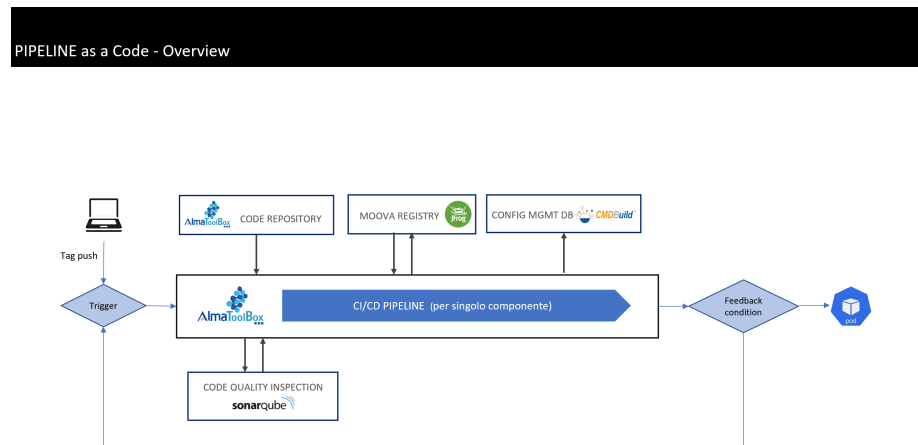 PIPELINE as a Code - Overview
AlmaToolBox
CODE REPOSITORY
MOOVA REGISTRY
JFrog
CONFIG MGMT DB
CMDBuild
Tag push
Trigger
AlmaToolBox
CI/CD PIPELINE (per singolo componente)
Feedback
condition
pod
CODE QUALITY INSPECTION
sonarqube